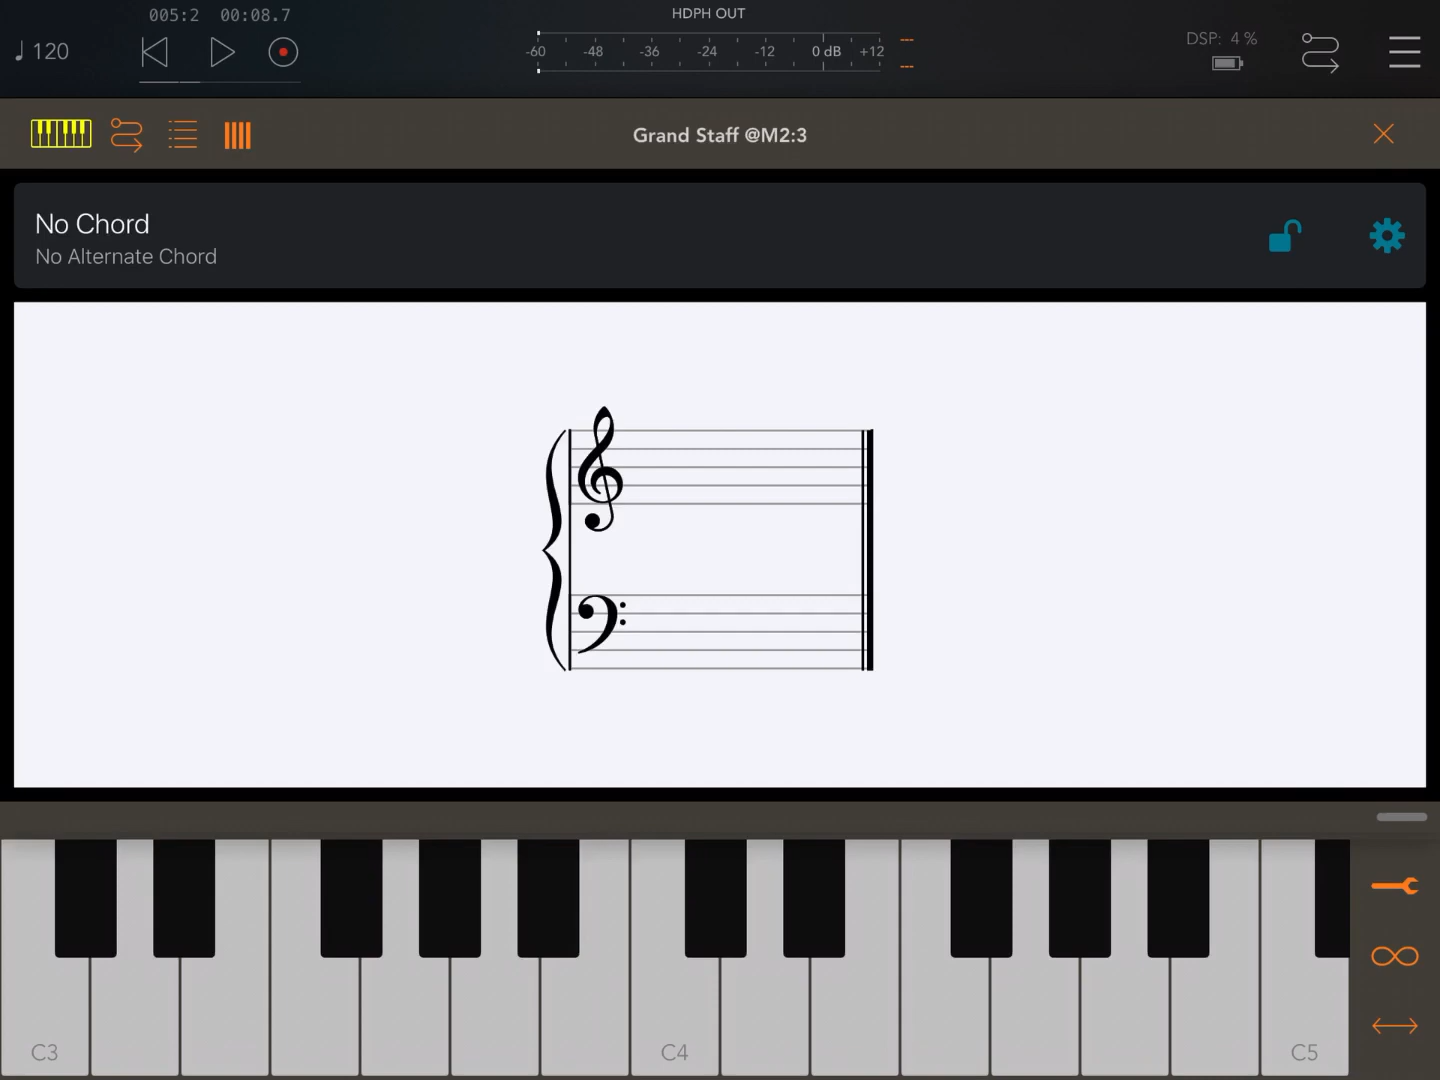 005:2 00:08.7
HDPH OUT
♩120
-60 -48 -36 -24 -12 0 dB +12
--- 
---
DSP: 4 %
Grand Staff @M2:3
No Chord
No Alternate Chord
C3 C4 C5